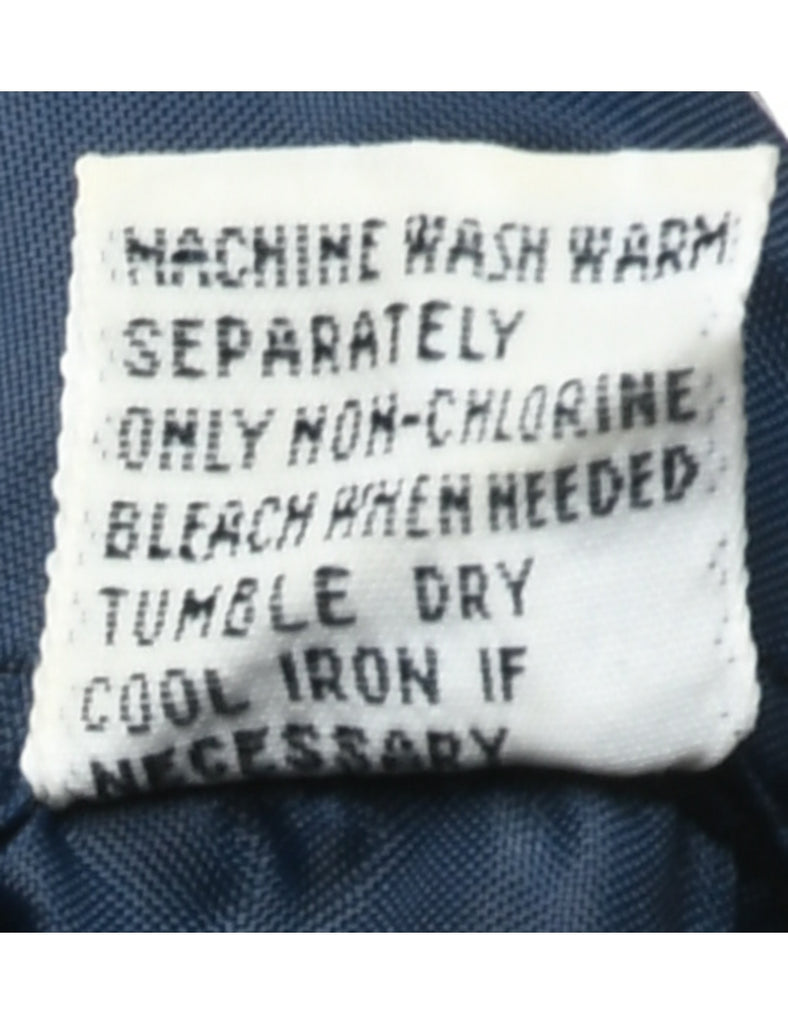 MACHINE WASH WARM
SEPARATELY
ONLY NON-CHLORINE
BLEACH WHEN NEEDED
TUMBLE DRY
COOL IRON IF
NECESSARY